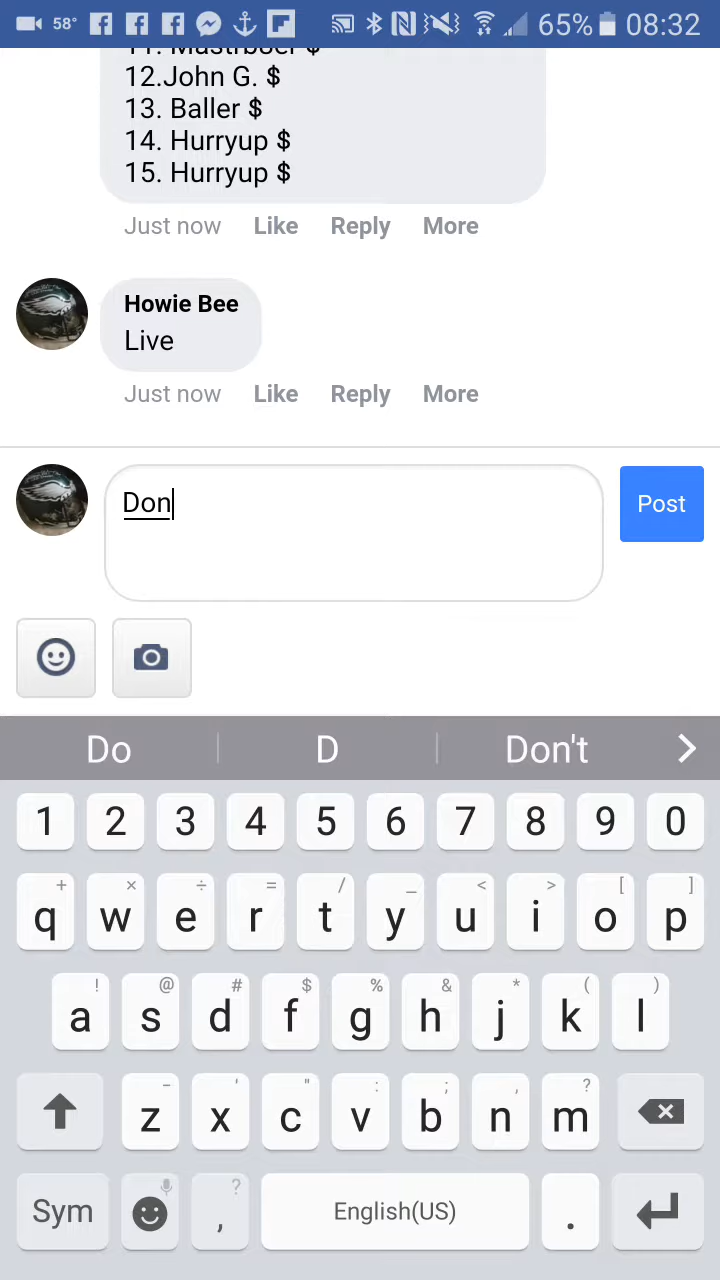 58°
65%
08:32
12.John G. $
13. Baller $
14. Hurryup $
15. Hurryup $
Just now Like Reply More
Howie Bee
Live
Just now Like Reply More
Don
Post
Do D Don't
1 2 3 4 5 6 7 8 9 0
+ × ÷ = / _ < > [ ]
q w e r t y u i o p
! @ # $ % & * ( )
a s d f g h j k l
- ' " : ; , ?
z x c v b n m
Sym , ? English(US) .